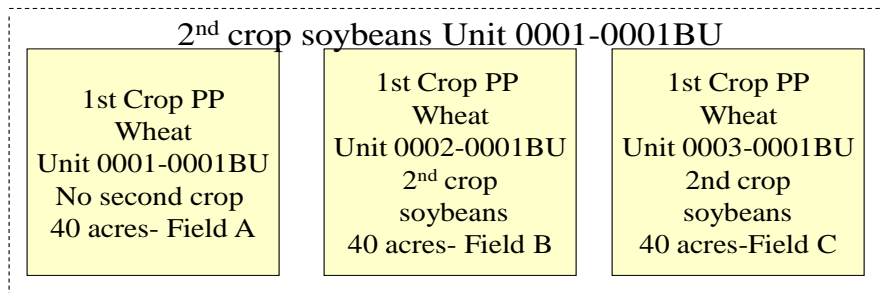 2nd crop soybeans Unit 0001-0001BU
1st Crop PP
Wheat
Unit 0001-0001BU
No second crop
40 acres- Field A
1st Crop PP
Wheat
Unit 0002-0001BU
2nd crop
soybeans
40 acres- Field B
1st Crop PP
Wheat
Unit 0003-0001BU
2nd crop
soybeans
40 acres-Field C